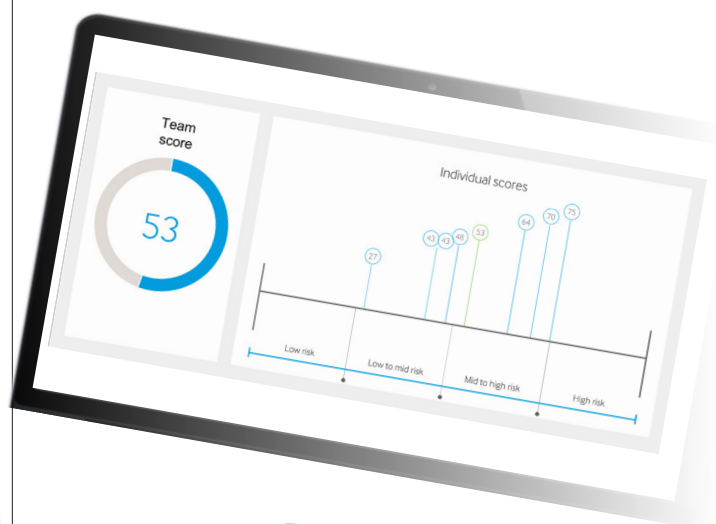 Team
score
53
Individual scores
27
43
43
48
53
64
70
75
Low risk
Low to mid risk
Mid to high risk
High risk